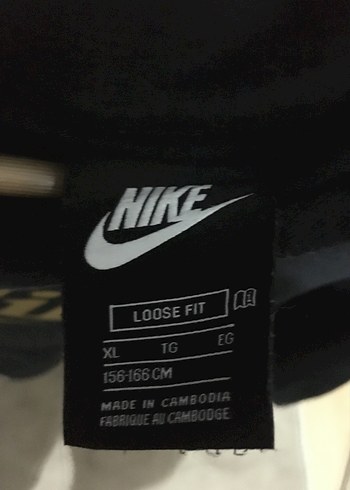 NIKE
LOOSE FIT
XL TG EG
156-166 CM
MADE IN CAMBODIA
FABRIQUE AU CAMBODGE